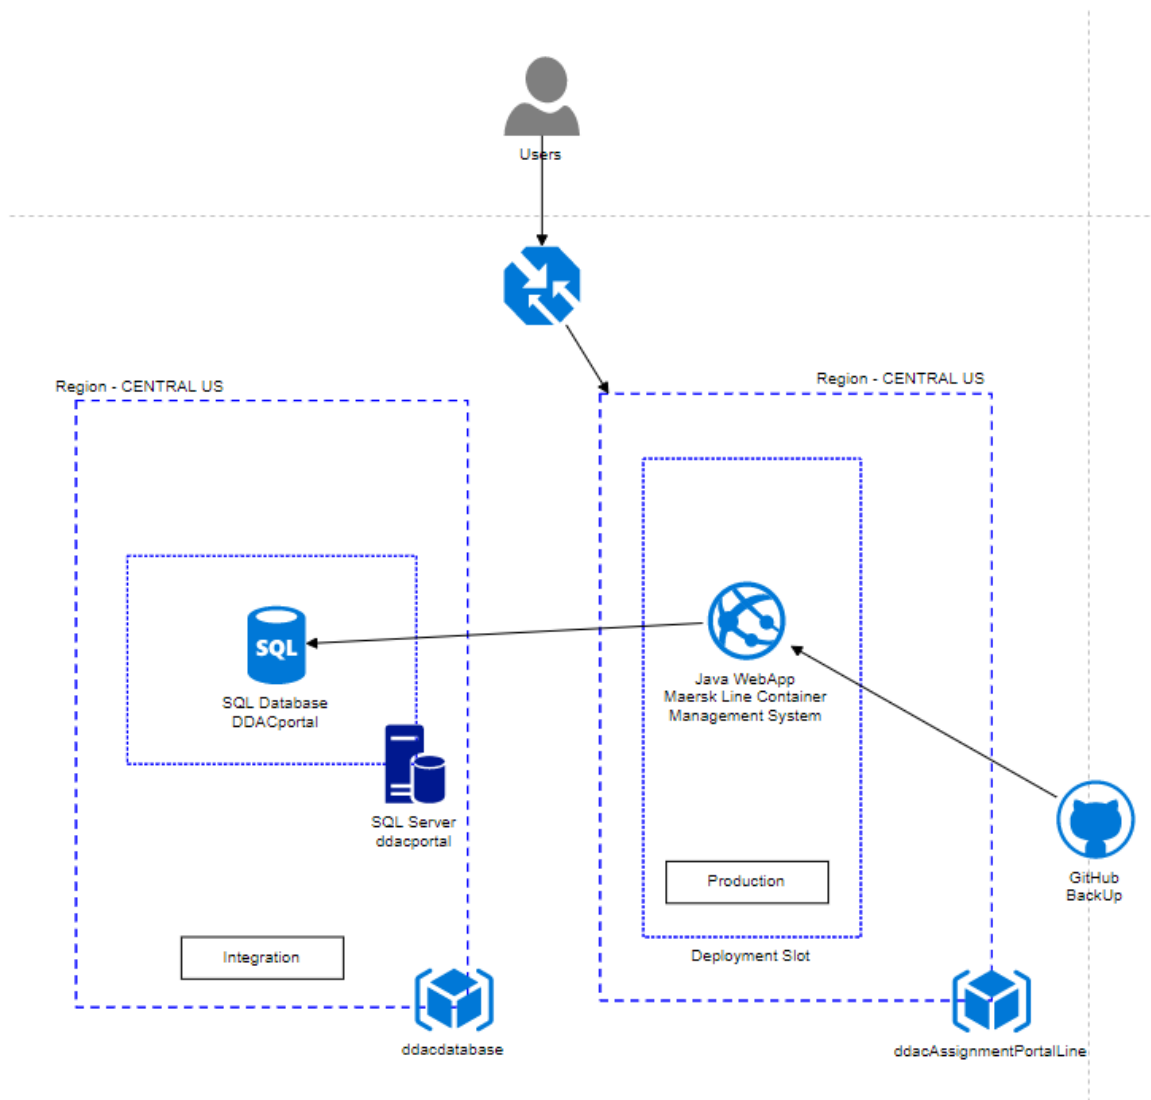 Users
Region - CENTRAL US
Region - CENTRAL US
SQL
SQL Database
DDACportal
SQL Server
ddacportal
Integration
ddacdatabase
Java WebApp
Maersk Line Container
Management System
Production
Deployment Slot
ddacAssignmentPortalLine
GitHub
BackUp